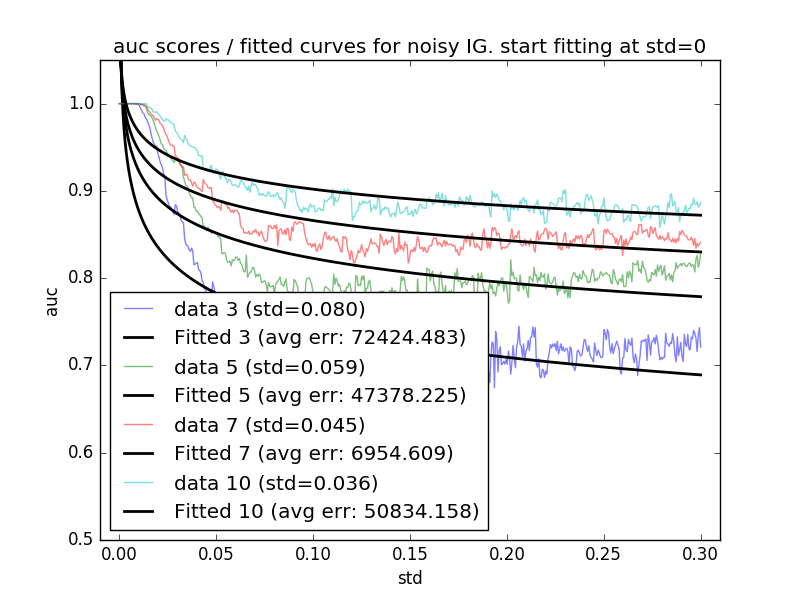 auc scores / fitted curves for noisy IG. start fitting at std=0
1.0
0.9
0.8
0.7
0.6
0.5
auc
data 3 (std=0.080)
Fitted 3 (avg err: 72424.483)
data 5 (std=0.059)
Fitted 5 (avg err: 47378.225)
data 7 (std=0.045)
Fitted 7 (avg err: 6954.609)
data 10 (std=0.036)
Fitted 10 (avg err: 50834.158)
0.00 0.05 0.10 0.15 0.20 0.25 0.30
std